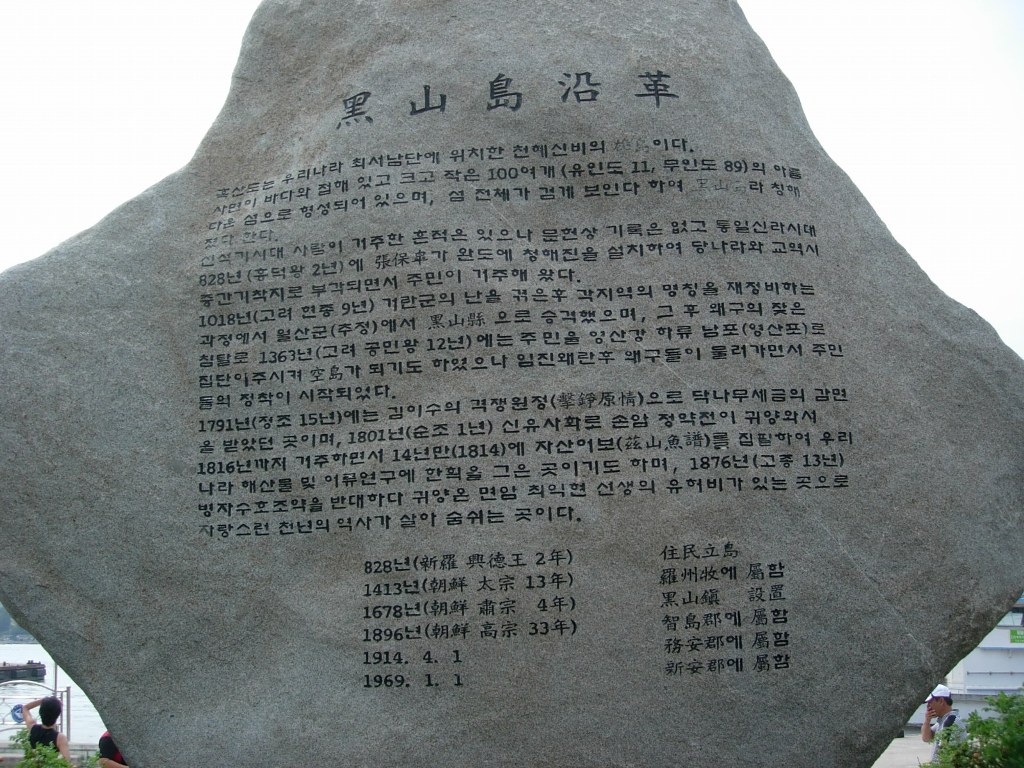 黑山島沿革
흑산도는 우리나라 최서남단에 위치한 천해신비의 이다.
사면이 바다와 접해 있고 크고 작은 100여개(유인도 11, 무인도 89)의 아름
다운 섬으로 형성되어 있으며, 섬 전체가 검게 보인다 하여 黑山島라 칭해
졌다 한다.
신석기시대 사람이 거주한 흔적은 있으나 문헌상 기록은 없고 통일신라시대
828년(흥덕왕 2년)에 張保皐가 완도에 청해진을 설치하여 당나라와 교역시
중간기착지로 부각되면서 주민이 거주해 왔다.
1018년(고려 현종 9년) 거란군의 난을 겪은후 각지역의 명칭을 재정비하는
과정에서 월산군(추정)에서 黑山縣 으로 승격했으며, 그 후 왜구의 잦은
침탈로 1363년(고려 공민왕 12년)에는 주민을 영산강 하류 남포(영산포)로
집단이주시켜 空島가 되기도 하였으나 임진왜란후 왜구들이 물러가면서 주민
들의 정착이 시작되었다.
1791년(정조 15년)에는 김이수의 격쟁원정(擊錚原情)으로 닥나무세금의 감면
을 받았던 곳이며, 1801년(순조 1년) 신유사화로 손암 정약전이 귀양와서
1816년까지 거주하면서 14년만(1814)에 자산어보(玆山魚譜)를 집필하여 우리
나라 해산물 및 어류연구에 한획을 그은 곳이기도 하며, 1876년(고종 13년)
병자수호조약을 반대하다 귀양온 면암 최익현 선생의 유허비가 있는 곳으로
자랑스런 천년의 역사가 살아 숨쉬는 곳이다.
828년(新羅 興德王 2年) 住民立島
1413년(朝鮮 太宗 13年) 羅州牧에 屬함
1678년(朝鮮 肅宗 4年) 黑山鎭 設置
1896년(朝鮮 高宗 33年) 智島郡에 屬함
1914. 4. 1 務安郡에 屬함
1969. 1. 1 新安郡에 屬함